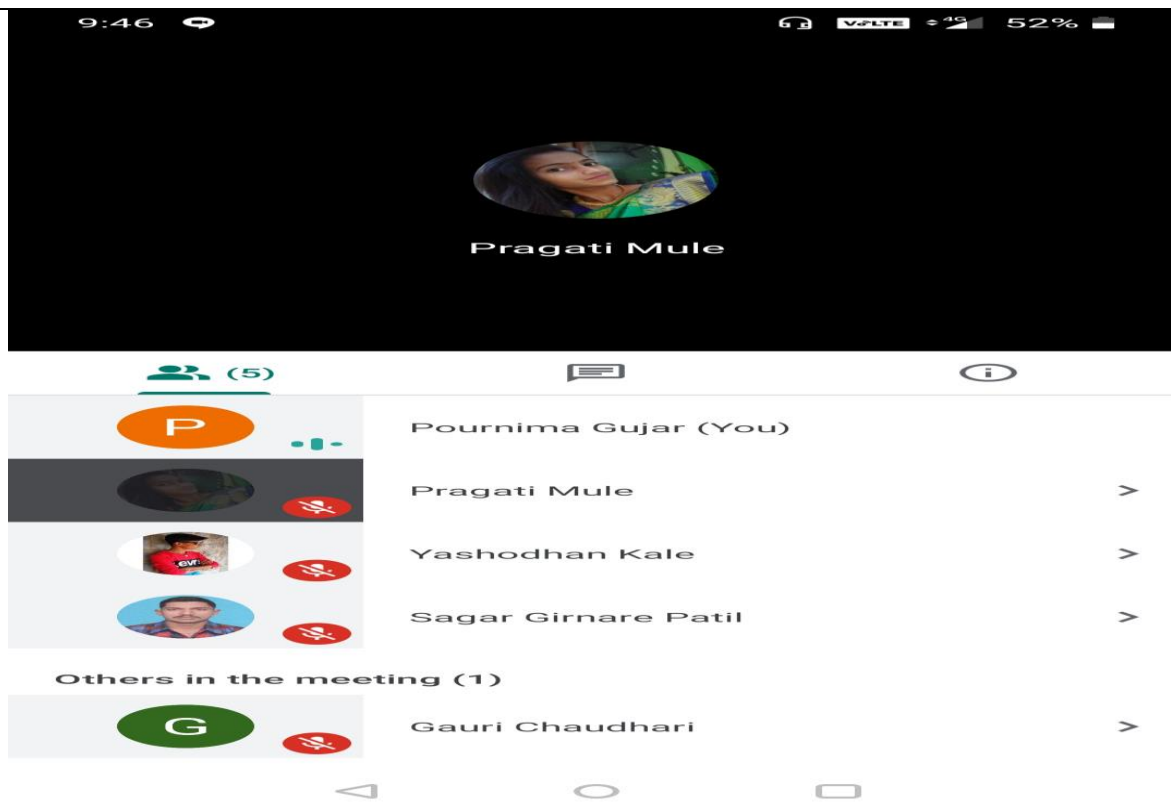 9:46 VoLTE 4G 52%
Pragati Mule
(5)
P Pournima Gujar (You)
Pragati Mule >
Yashodhan Kale >
Sagar Girnare Patil >
Others in the meeting (1)
G Gauri Chaudhari >